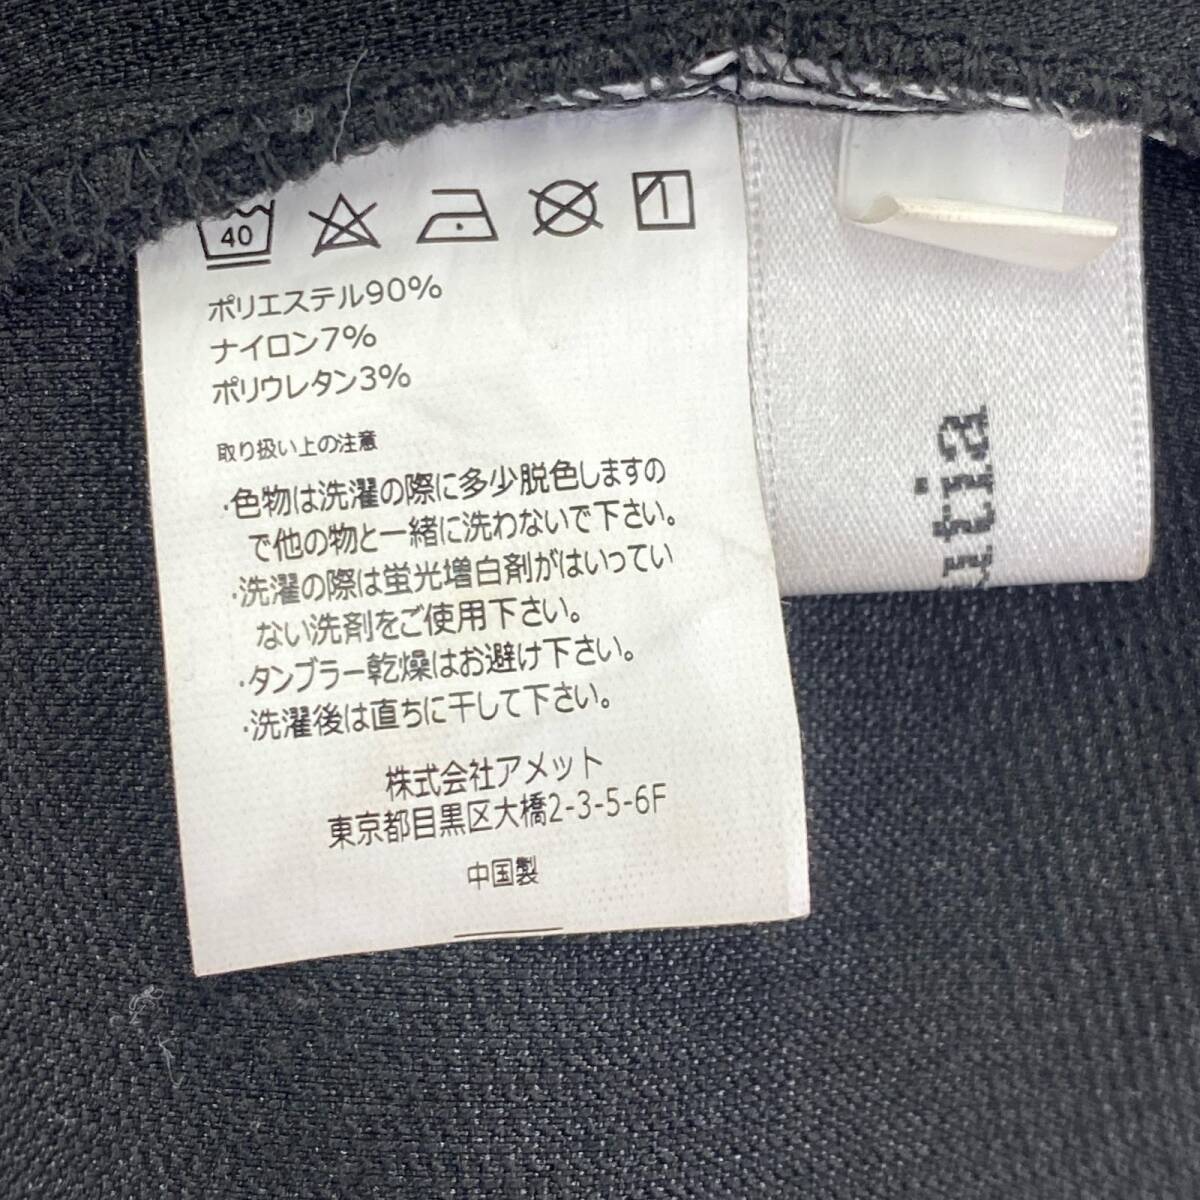 40
ポリエステル90%
ナイロン7%
ポリウレタン3%
取り扱い上の注意
・色物は洗濯の際に多少脱色しますの
で他の物と一緒に洗わないで下さい。
・洗濯の際は蛍光増白剤がはいってい
ない洗剤をご使用下さい。
・タンブラー乾燥はお避け下さい。
・洗濯後は直ちに干して下さい。
株式会社アメット
東京都目黒区大橋2-3-5-6F
中国製